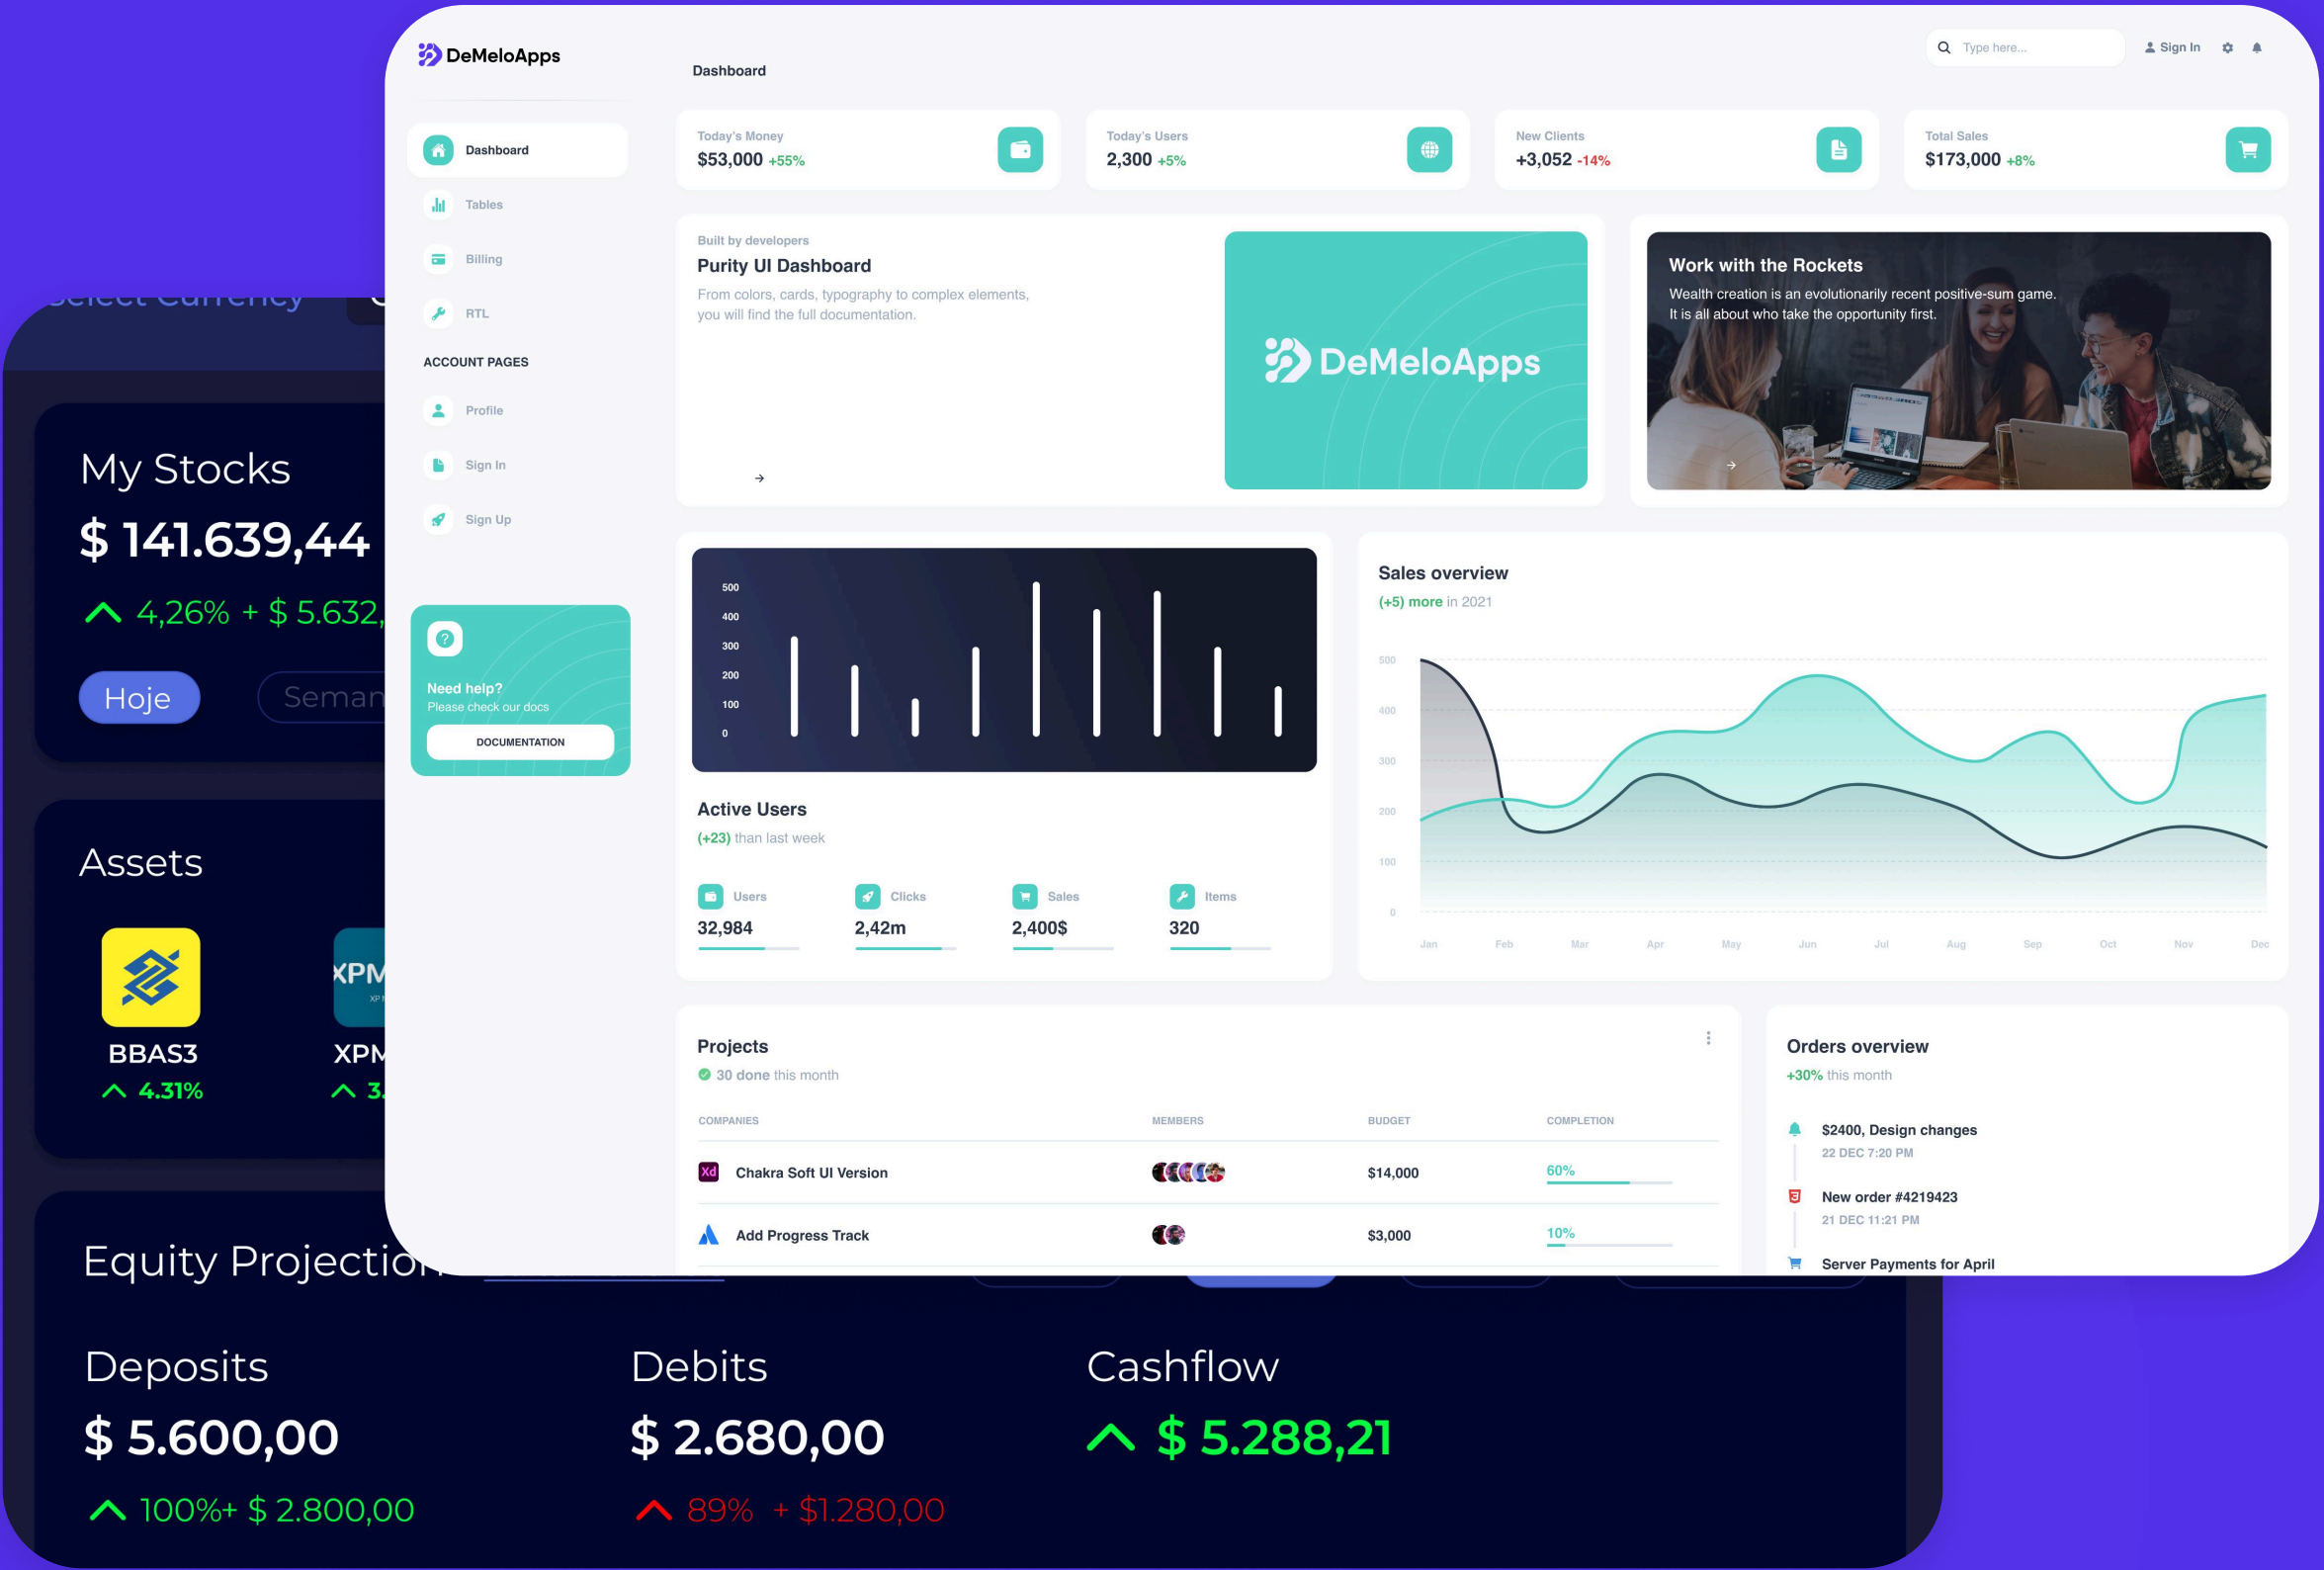 DeMeloApps
Dashboard
Type here...
Sign In
Dashboard
Tables
Billing
RTL
ACCOUNT PAGES
Profile
Sign In
Sign Up
Need help?
Please check our docs
DOCUMENTATION
Today's Money
$53,000 +55%
Today's Users
2,300 +5%
New Clients
+3,052 -14%
Total Sales
$173,000 +8%
Built by developers
Purity UI Dashboard
From colors, cards, typography to complex elements,
you will find the full documentation.
DeMeloApps
Work with the Rockets
Wealth creation is an evolutionarily recent positive-sum game.
It is all about who take the opportunity first.
500
400
300
200
100
0
Active Users
(+23) than last week
Users
32,984
Clicks
2,42m
Sales
2,400$
Items
320
Sales overview
(+5) more in 2021
500
400
300
200
100
0
Jan Feb Mar Apr May Jun Jul Aug Sep Oct Nov Dec
Projects
30 done this month
COMPANIES MEMBERS BUDGET COMPLETION
Xd Chakra Soft UI Version $14,000 60%
Add Progress Track $3,000 10%
Orders overview
+30% this month
$2400, Design changes
22 DEC 7:20 PM
New order #4219423
21 DEC 11:21 PM
Server Payments for April
Select Currency
My Stocks
$ 141.639,44
4,26% + $ 5.632,
Hoje
Seman
Assets
BBAS3
4.31%
XPM
XP
XPM
3.
Equity Projection
Deposits
$ 5.600,00
100%+ $ 2.800,00
Debits
$ 2.680,00
89% + $1.280,00
Cashflow
$ 5.288,21